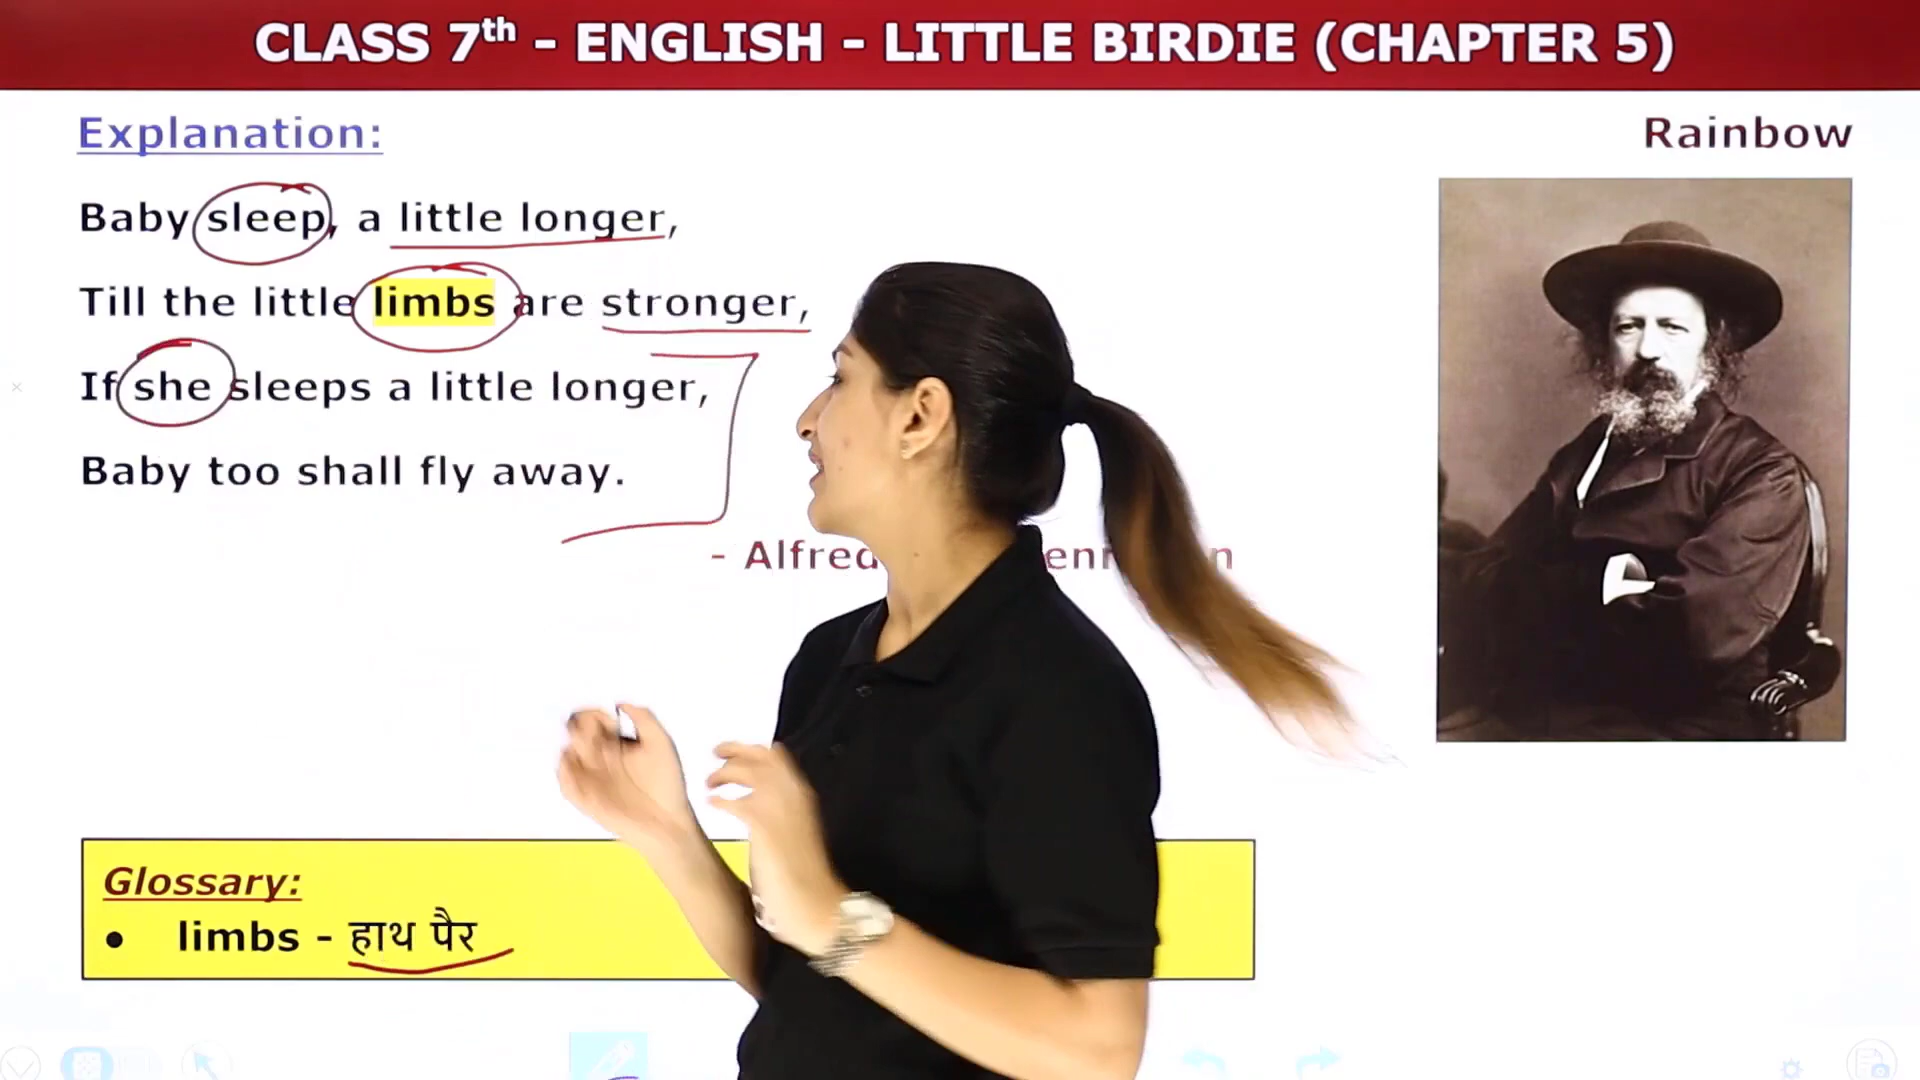 CLASS 7th - ENGLISH - LITTLE BIRDIE (CHAPTER 5)
Explanation:
Rainbow
Baby sleep, a little longer,
Till the little limbs are stronger,
If she sleeps a little longer,
Baby too shall fly away.
- Alfred
Glossary:
• limbs - हाथ पैर